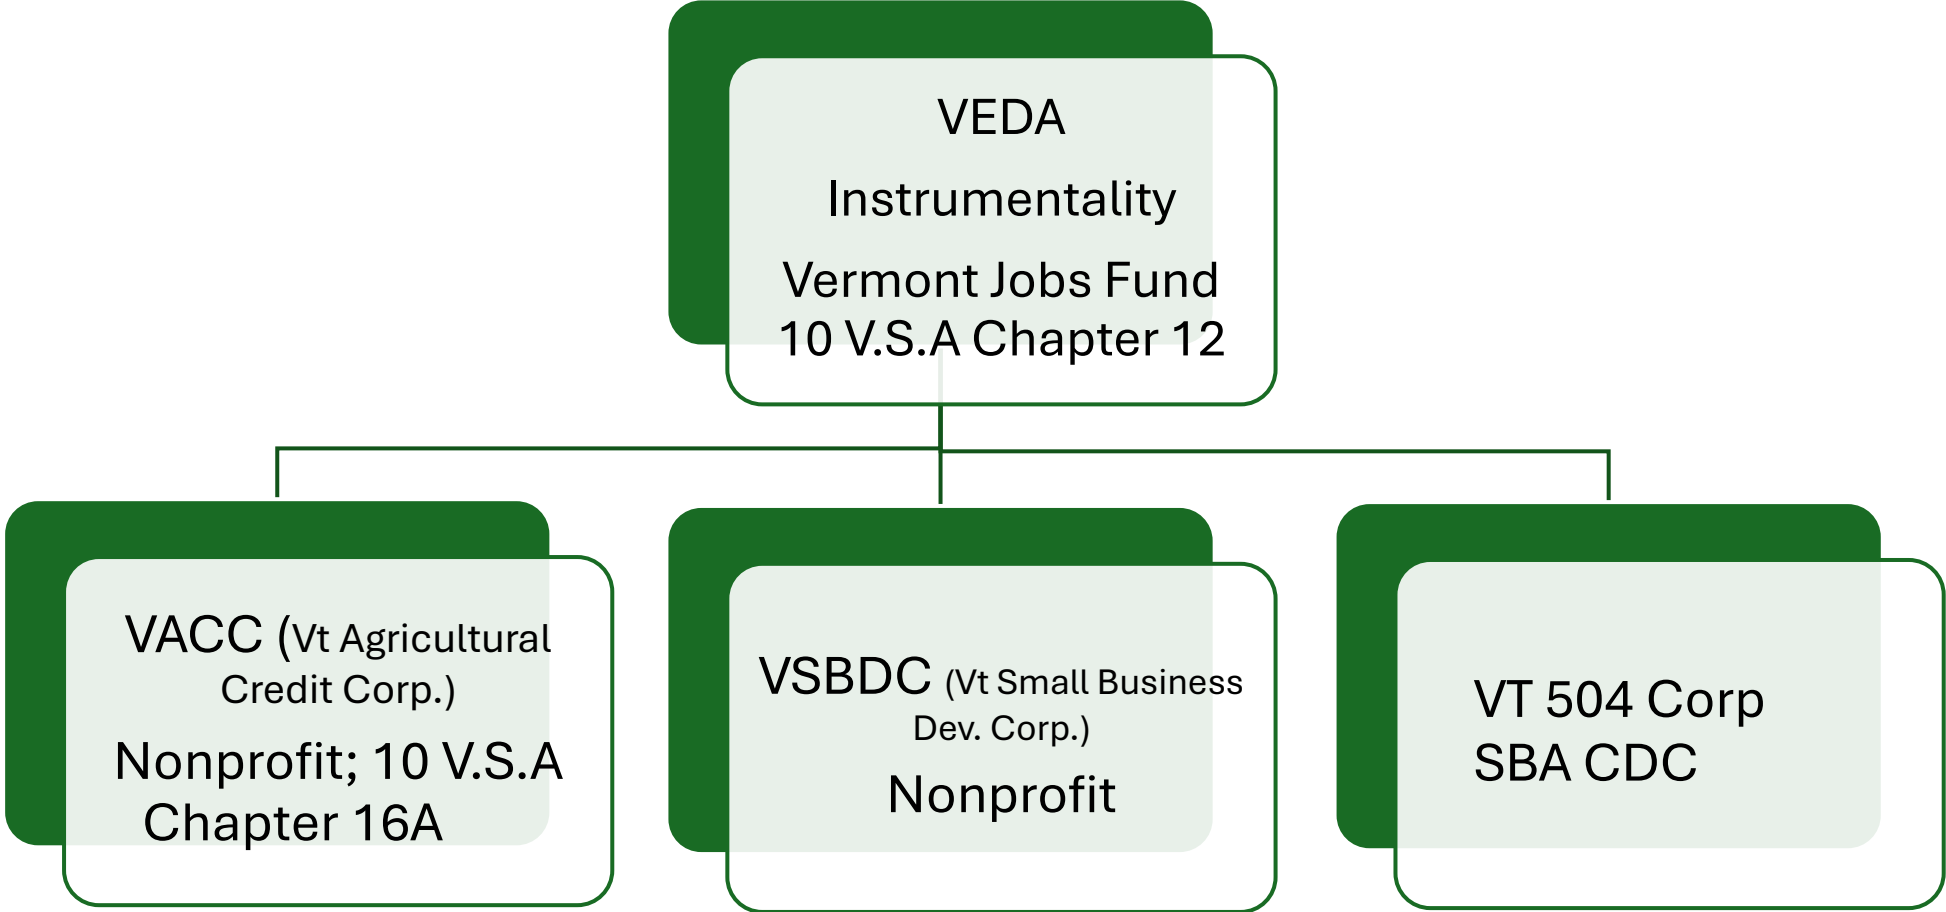 VEDA
Instrumentality
Vermont Jobs Fund
10 V.S.A Chapter 12
VACC (Vt Agricultural
Credit Corp.)
Nonprofit; 10 V.S.A
Chapter 16A
VSBDC (Vt Small Business
Dev. Corp.)
Nonprofit
VT 504 Corp
SBA CDC